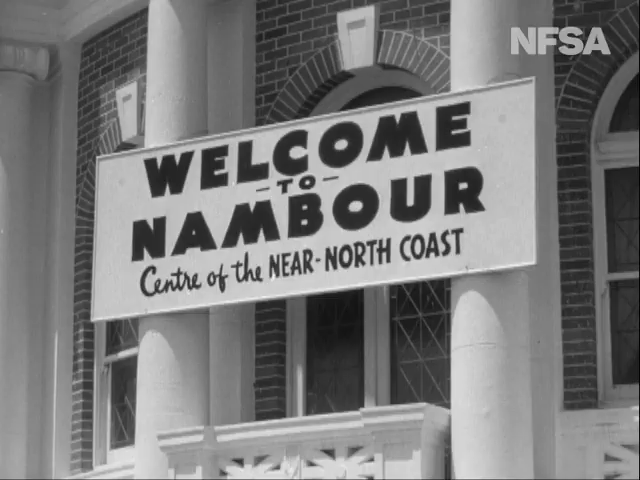 NFSA
WELCOME
- TO -
NAMBOUR
Centre of the NEAR-NORTH COAST